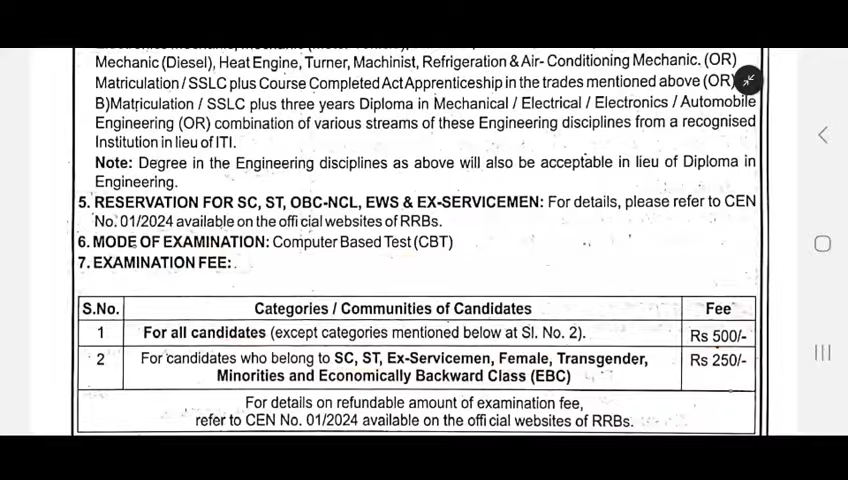 Mechanic (Diesel), Heat Engine, Turner, Machinist, Refrigeration & Air- Conditioning Mechanic. (OR)
Matriculation / SSLC plus Course Completed Act Apprenticeship in the trades mentioned above (OR)
B)Matriculation / SSLC plus three years Diploma in Mechanical / Electrical / Electronics / Automobile
Engineering (OR) combination of various streams of these Engineering disciplines from a recognised
Institution in lieu of ITI.
Note: Degree in the Engineering disciplines as above will also be acceptable in lieu of Diploma in
Engineering.
5. RESERVATION FOR SC, ST, OBC-NCL, EWS & EX-SERVICEMEN: For details, please refer to CEN
No. 01/2024 available on the official websites of RRBs.
6. MODE OF EXAMINATION: Computer Based Test (CBT)
7. EXAMINATION FEE:
S.No. Categories / Communities of Candidates Fee
1 For all candidates (except categories mentioned below at Sl. No. 2). Rs 500/-
2 For candidates who belong to SC, ST, Ex-Servicemen, Female, Transgender, Rs 250/-
Minorities and Economically Backward Class (EBC)
For details on refundable amount of examination fee,
refer to CEN No. 01/2024 available on the official websites of RRBs.